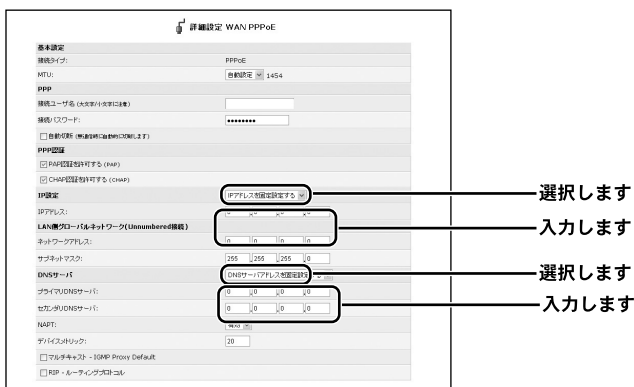 詳細設定 WAN PPPoE
基本設定
接続タイプ: PPPoE
MTU: 自動設定 1454
PPP
接続ユーザ名 (大文字/小文字に注意)
接続パスワード: ••••••••
自動切断 (無通信時に自動的に切断します)
PPP認証
PAP認証を許可する (PAP)
CHAP認証を許可する (CHAP)
IP設定 IPアドレスを固定設定する 選択します
IPアドレス: 0 .0 .0 .0
LAN側グローバルネットワーク(Unnumbered接続) 入力します
ネットワークアドレス: 0 .0 .0 .0
サブネットマスク: 255 .255 .255 .0
DNSサーバ DNSサーバアドレスを固定設定する 選択します
プライマリDNSサーバ: 0 .0 .0 .0
セカンダリDNSサーバ: 0 .0 .0 .0 入力します
NAPT: 有効
デバイスメトリック: 20
マルチキャスト - IGMP Proxy Default
RIP - ルーティングプロトコル